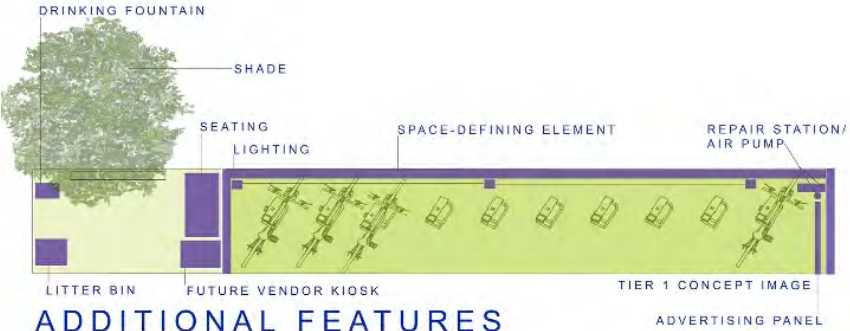 DRINKING FOUNTAIN
SHADE
SEATING
LIGHTING
SPACE-DEFINING ELEMENT
REPAIR STATION/
AIR PUMP
LITTER BIN
FUTURE VENDOR KIOSK
TIER 1 CONCEPT IMAGE
ADDITIONAL FEATURES
ADVERTISING PANEL